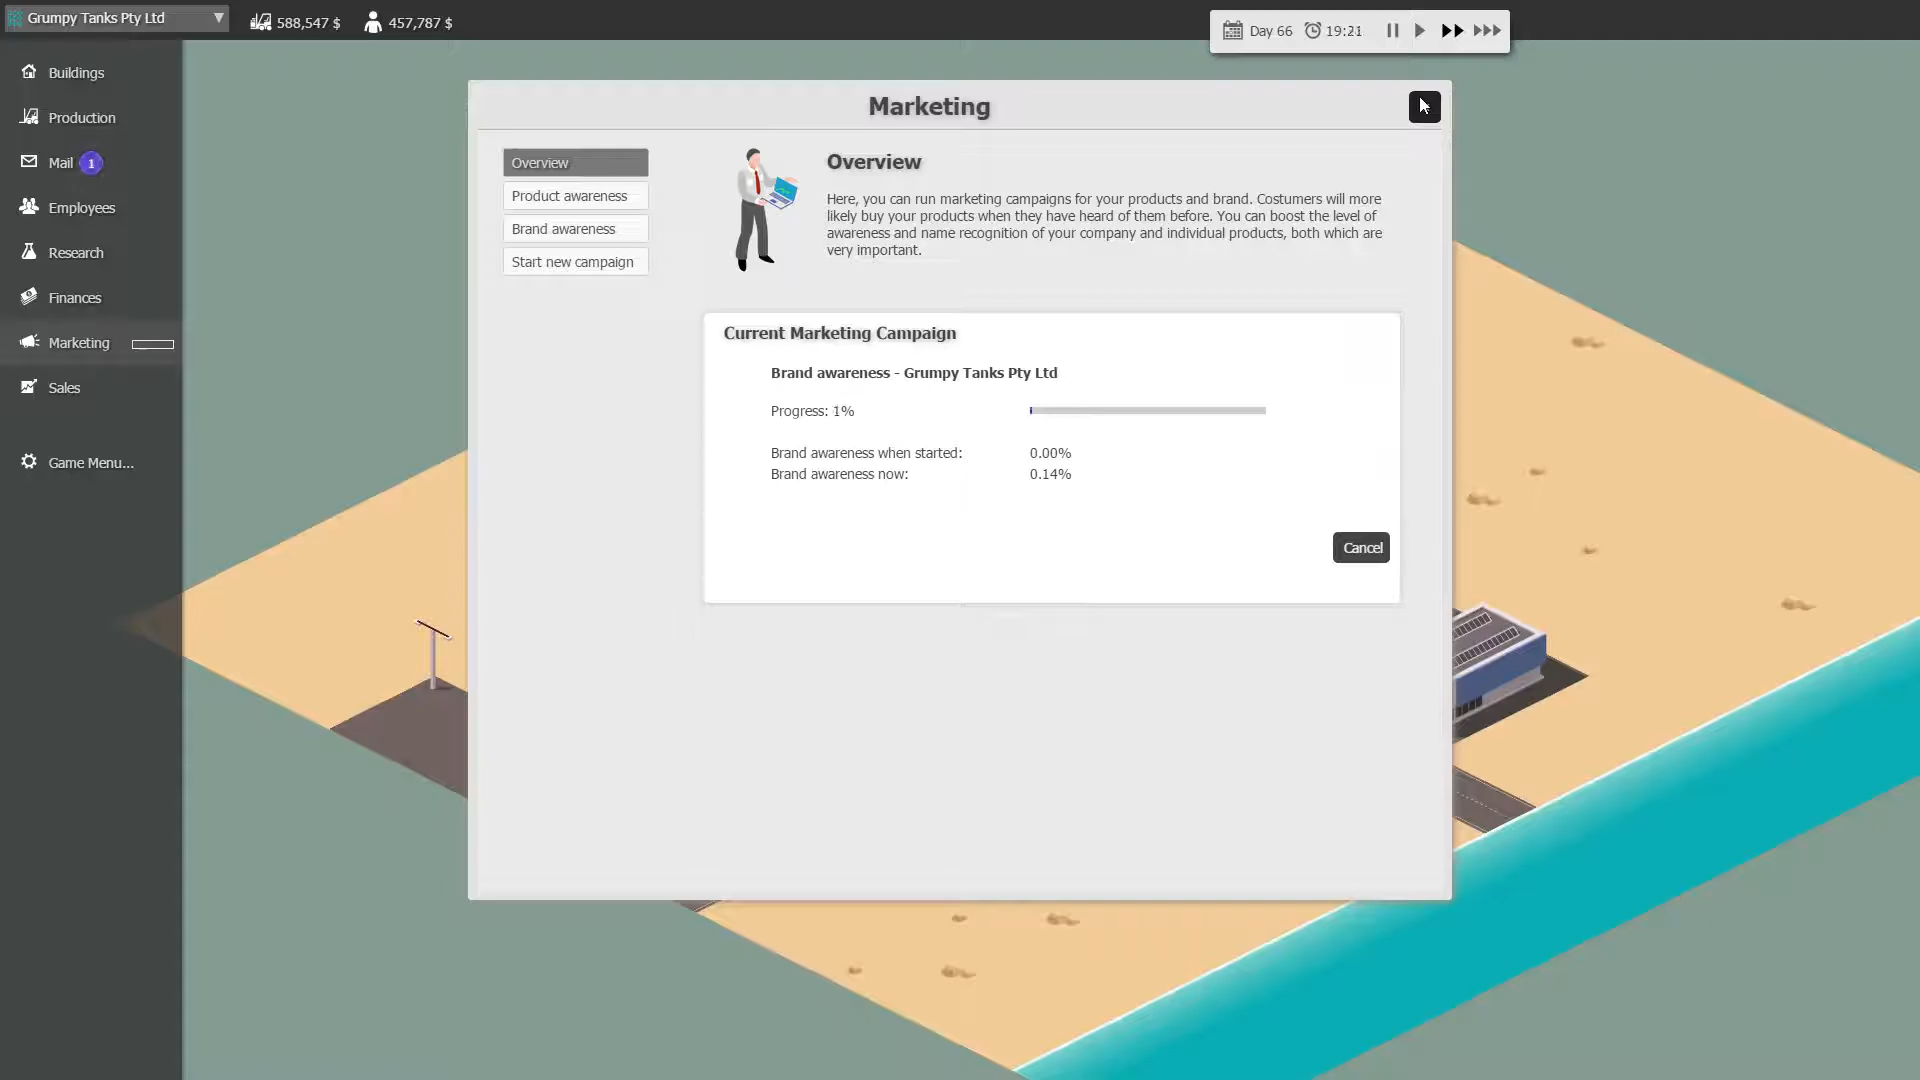 Grumpy Tanks Pty Ltd
588,547 $
457,787 $
Day 66
19:21
Buildings
Production
Mail 1
Employees
Research
Finances
Marketing
Sales
Game Menu...
Marketing
Overview
Product awareness
Brand awareness
Start new campaign
Overview
Here, you can run marketing campaigns for your products and brand. Costumers will more
likely buy your products when they have heard of them before. You can boost the level of
awareness and name recognition of your company and individual products, both which are
very important.
Current Marketing Campaign
Brand awareness - Grumpy Tanks Pty Ltd
Progress: 1%
Brand awareness when started: 0.00%
Brand awareness now: 0.14%
Cancel